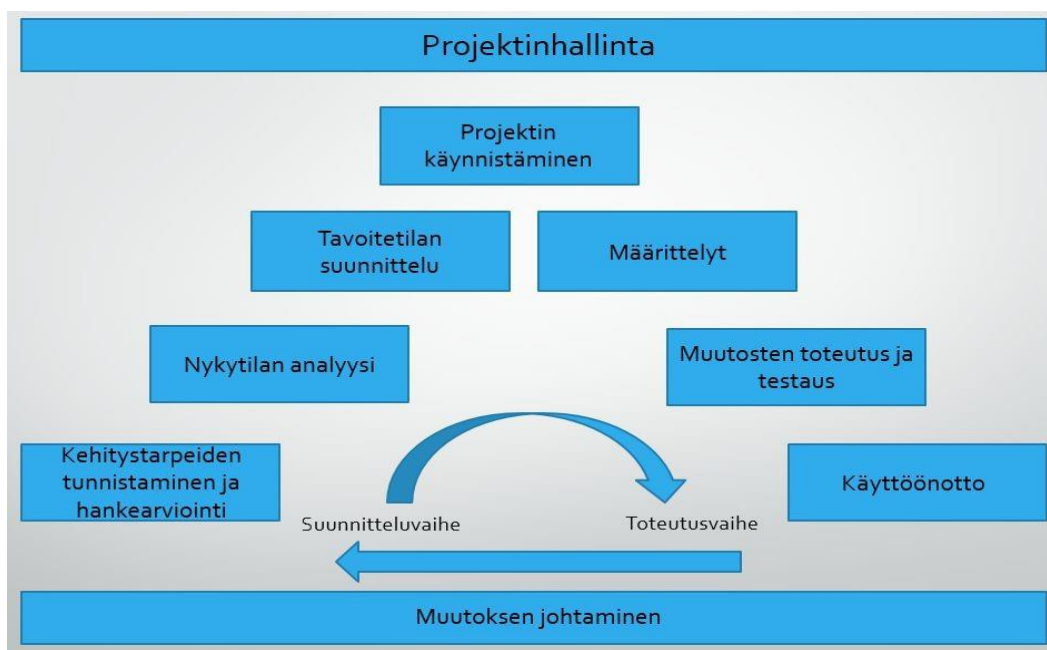 Projektinhallinta
Projektin
käynnistäminen
Tavoitetilan
suunnittelu
Määrittelyt
Nykytilan analyysi
Muutosten toteutus ja
testaus
Kehitystarpeiden
tunnistaminen ja
hankearviointi
Käyttöönotto
Suunnitteluvaihe
Toteutusvaihe
Muutoksen johtaminen